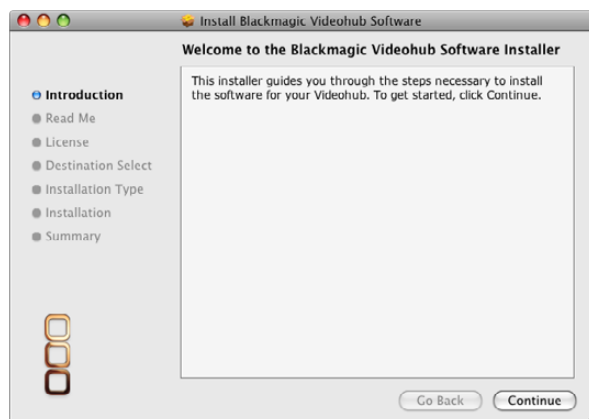 Install Blackmagic Videohub Software
Welcome to the Blackmagic Videohub Software Installer
Introduction
Read Me
License
Destination Select
Installation Type
Installation
Summary
This installer guides you through the steps necessary to install
the software for your Videohub. To get started, click Continue.
Go Back
Continue